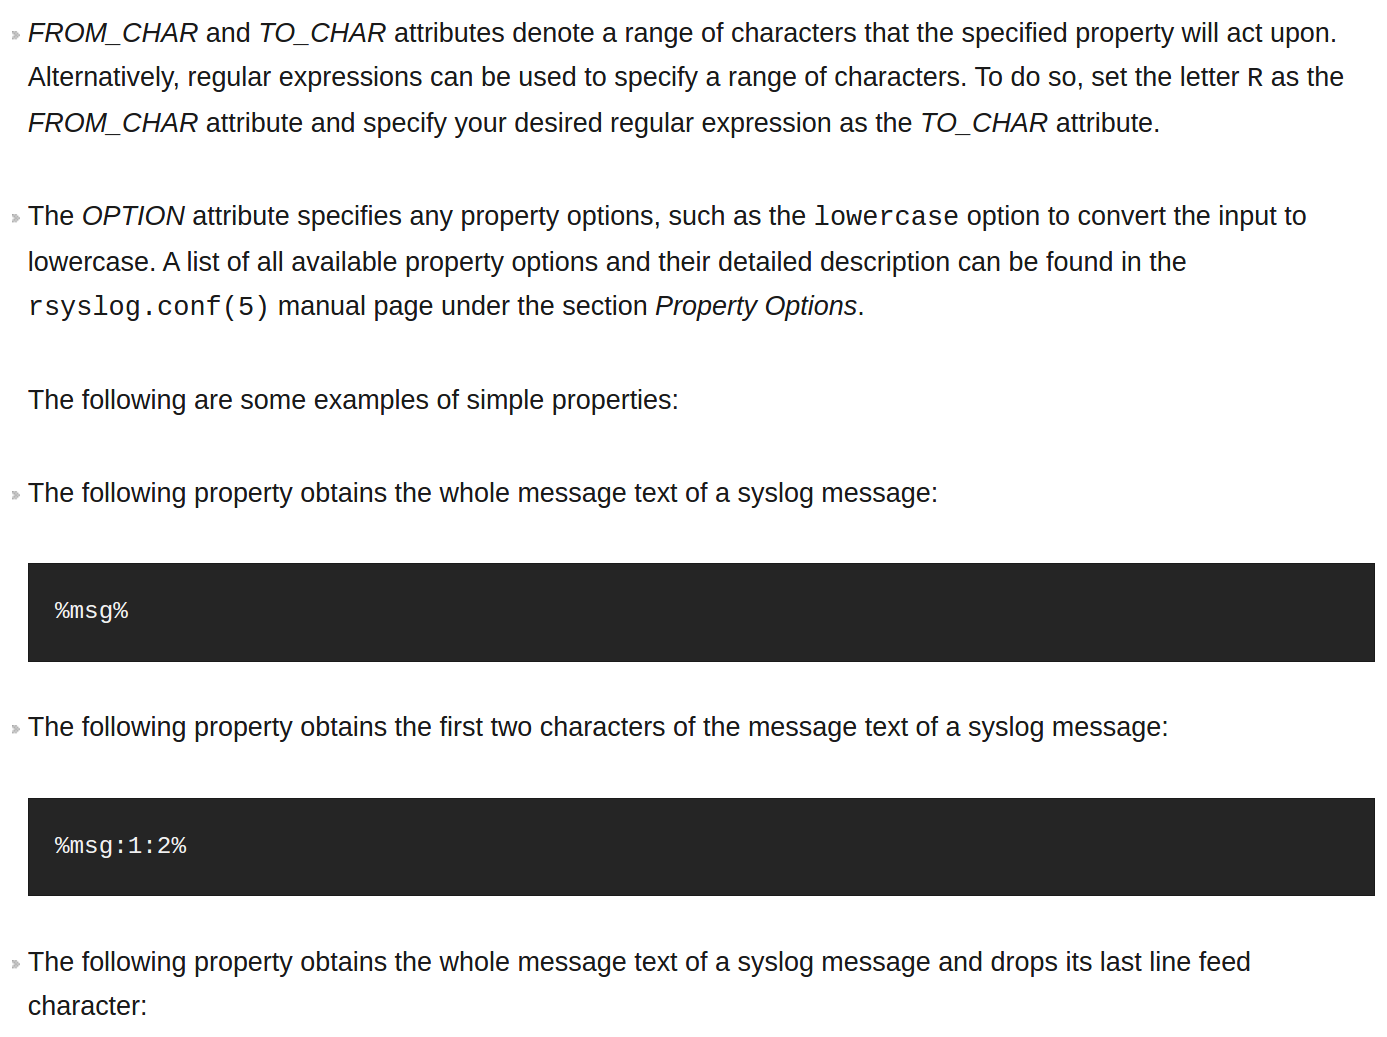 FROM_CHAR and TO_CHAR attributes denote a range of characters that the specified property will act upon.
Alternatively, regular expressions can be used to specify a range of characters. To do so, set the letter R as the
FROM_CHAR attribute and specify your desired regular expression as the TO_CHAR attribute.
The OPTION attribute specifies any property options, such as the lowercase option to convert the input to
lowercase. A list of all available property options and their detailed description can be found in the
rsyslog.conf(5) manual page under the section Property Options.
The following are some examples of simple properties:
The following property obtains the whole message text of a syslog message:
%msg%
The following property obtains the first two characters of the message text of a syslog message:
%msg:1:2%
The following property obtains the whole message text of a syslog message and drops its last line feed
character: